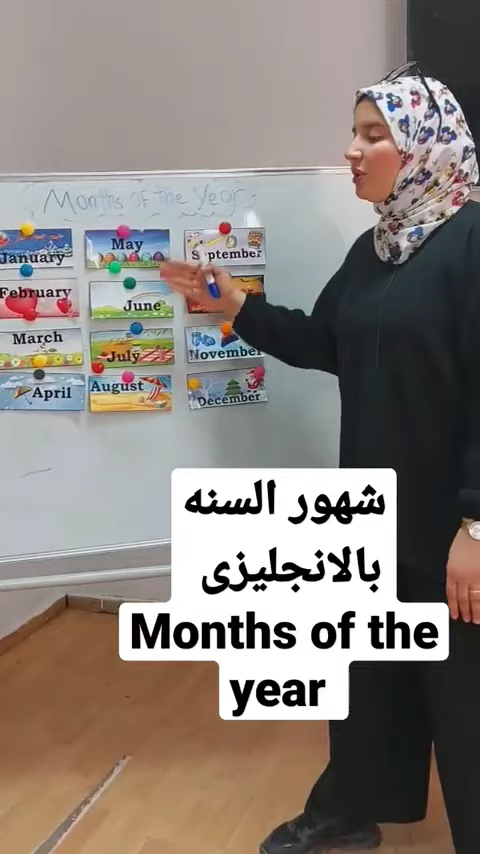 Months of the Year
January
May
September
February
June
March
July
November
April
August
December
شهور السنه
بالانجليزى
Months of the
year